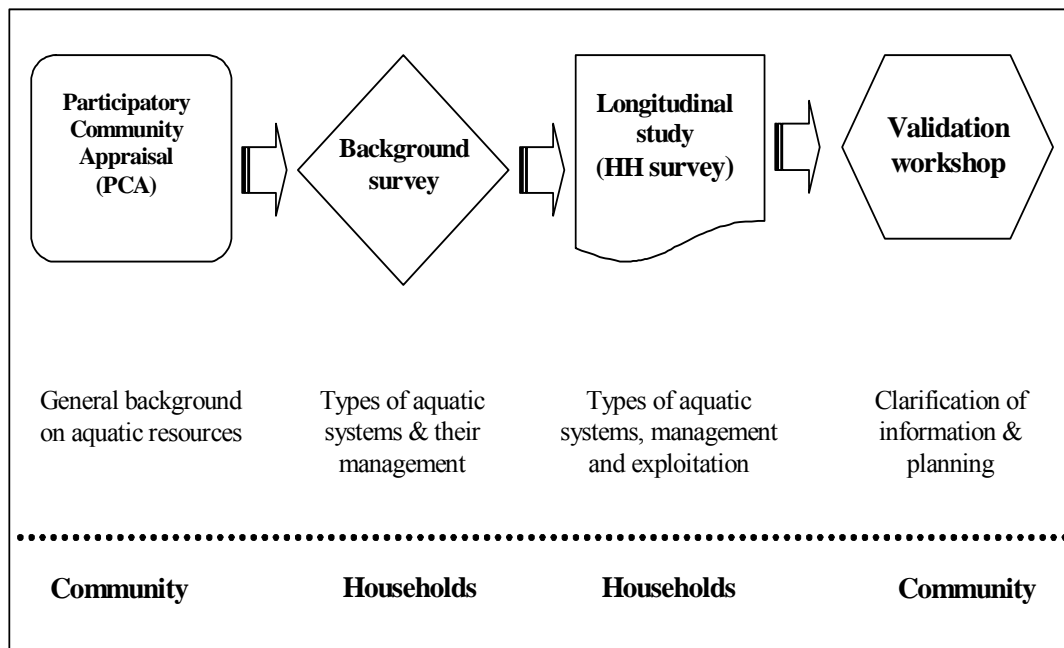 Participatory
Community
Appraisal
(PCA)
Background
survey
Longitudinal
study
(HH survey)
Validation
workshop
General background
on aquatic resources
Types of aquatic
systems & their
management
Types of aquatic
systems, management
and exploitation
Clarification of
information &
planning
Community
Households
Households
Community